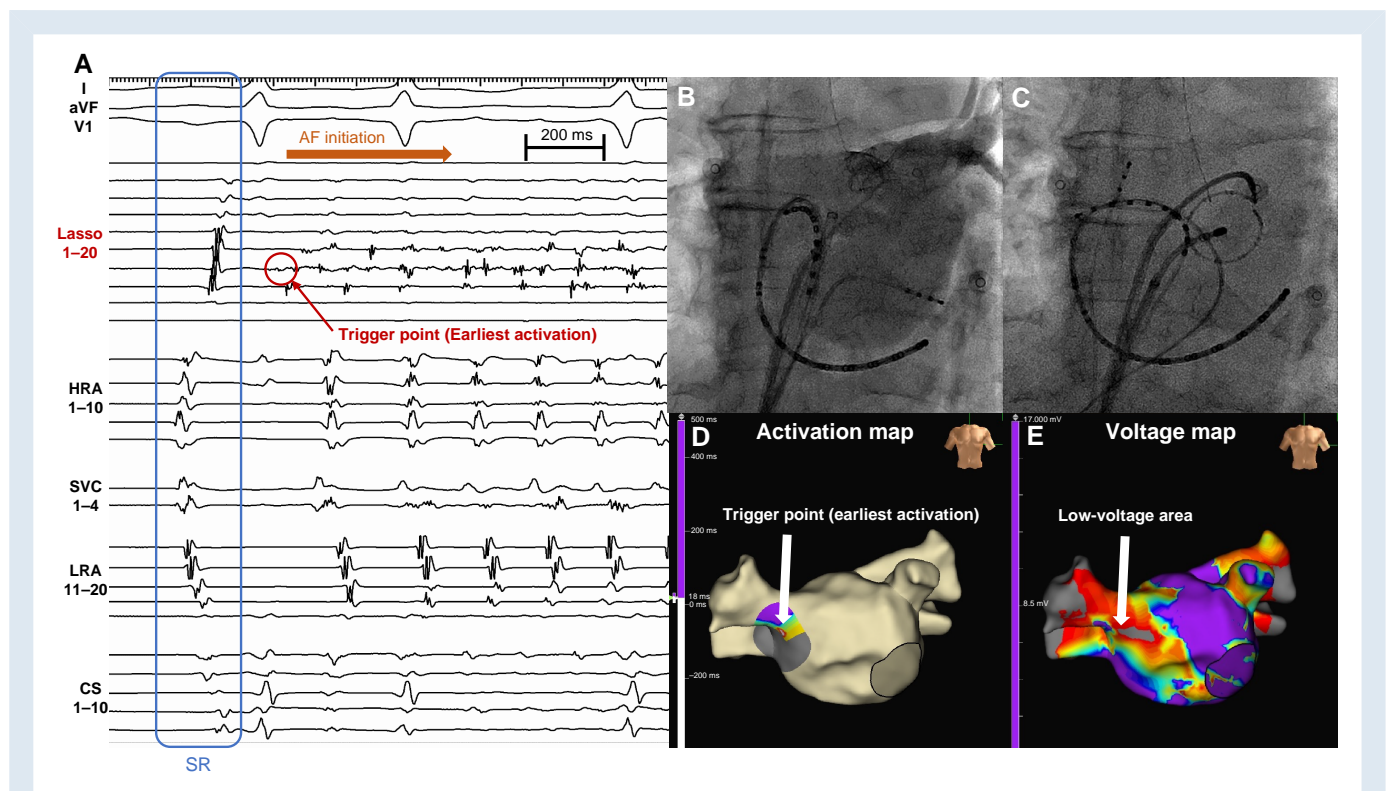 A
I
aVF
V1
AF initiation
200 ms
Lasso
1–20
Trigger point (Earliest activation)
HRA
1–10
SVC
1–4
LRA
11–20
CS
1–10
SR
B
C
D
Activation map
500 ms
400 ms
Trigger point (earliest activation)
200 ms
18 ms
0 ms
–200 ms
E
Voltage map
17.000 mV
Low-voltage area
8.5 mV